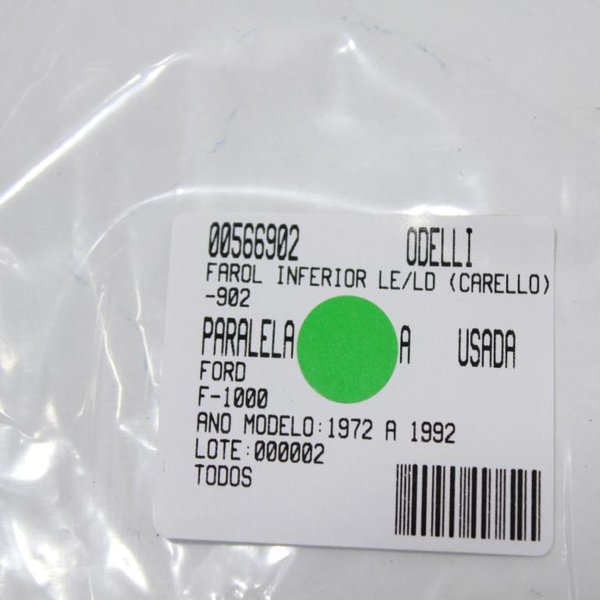 00566902 ODELLI
FAROL INFERIOR LE/LD (CARELLO)
-902
PARALELA A USADA
FORD
F-1000
ANO MODELO:1972 A 1992
LOTE:000002
TODOS